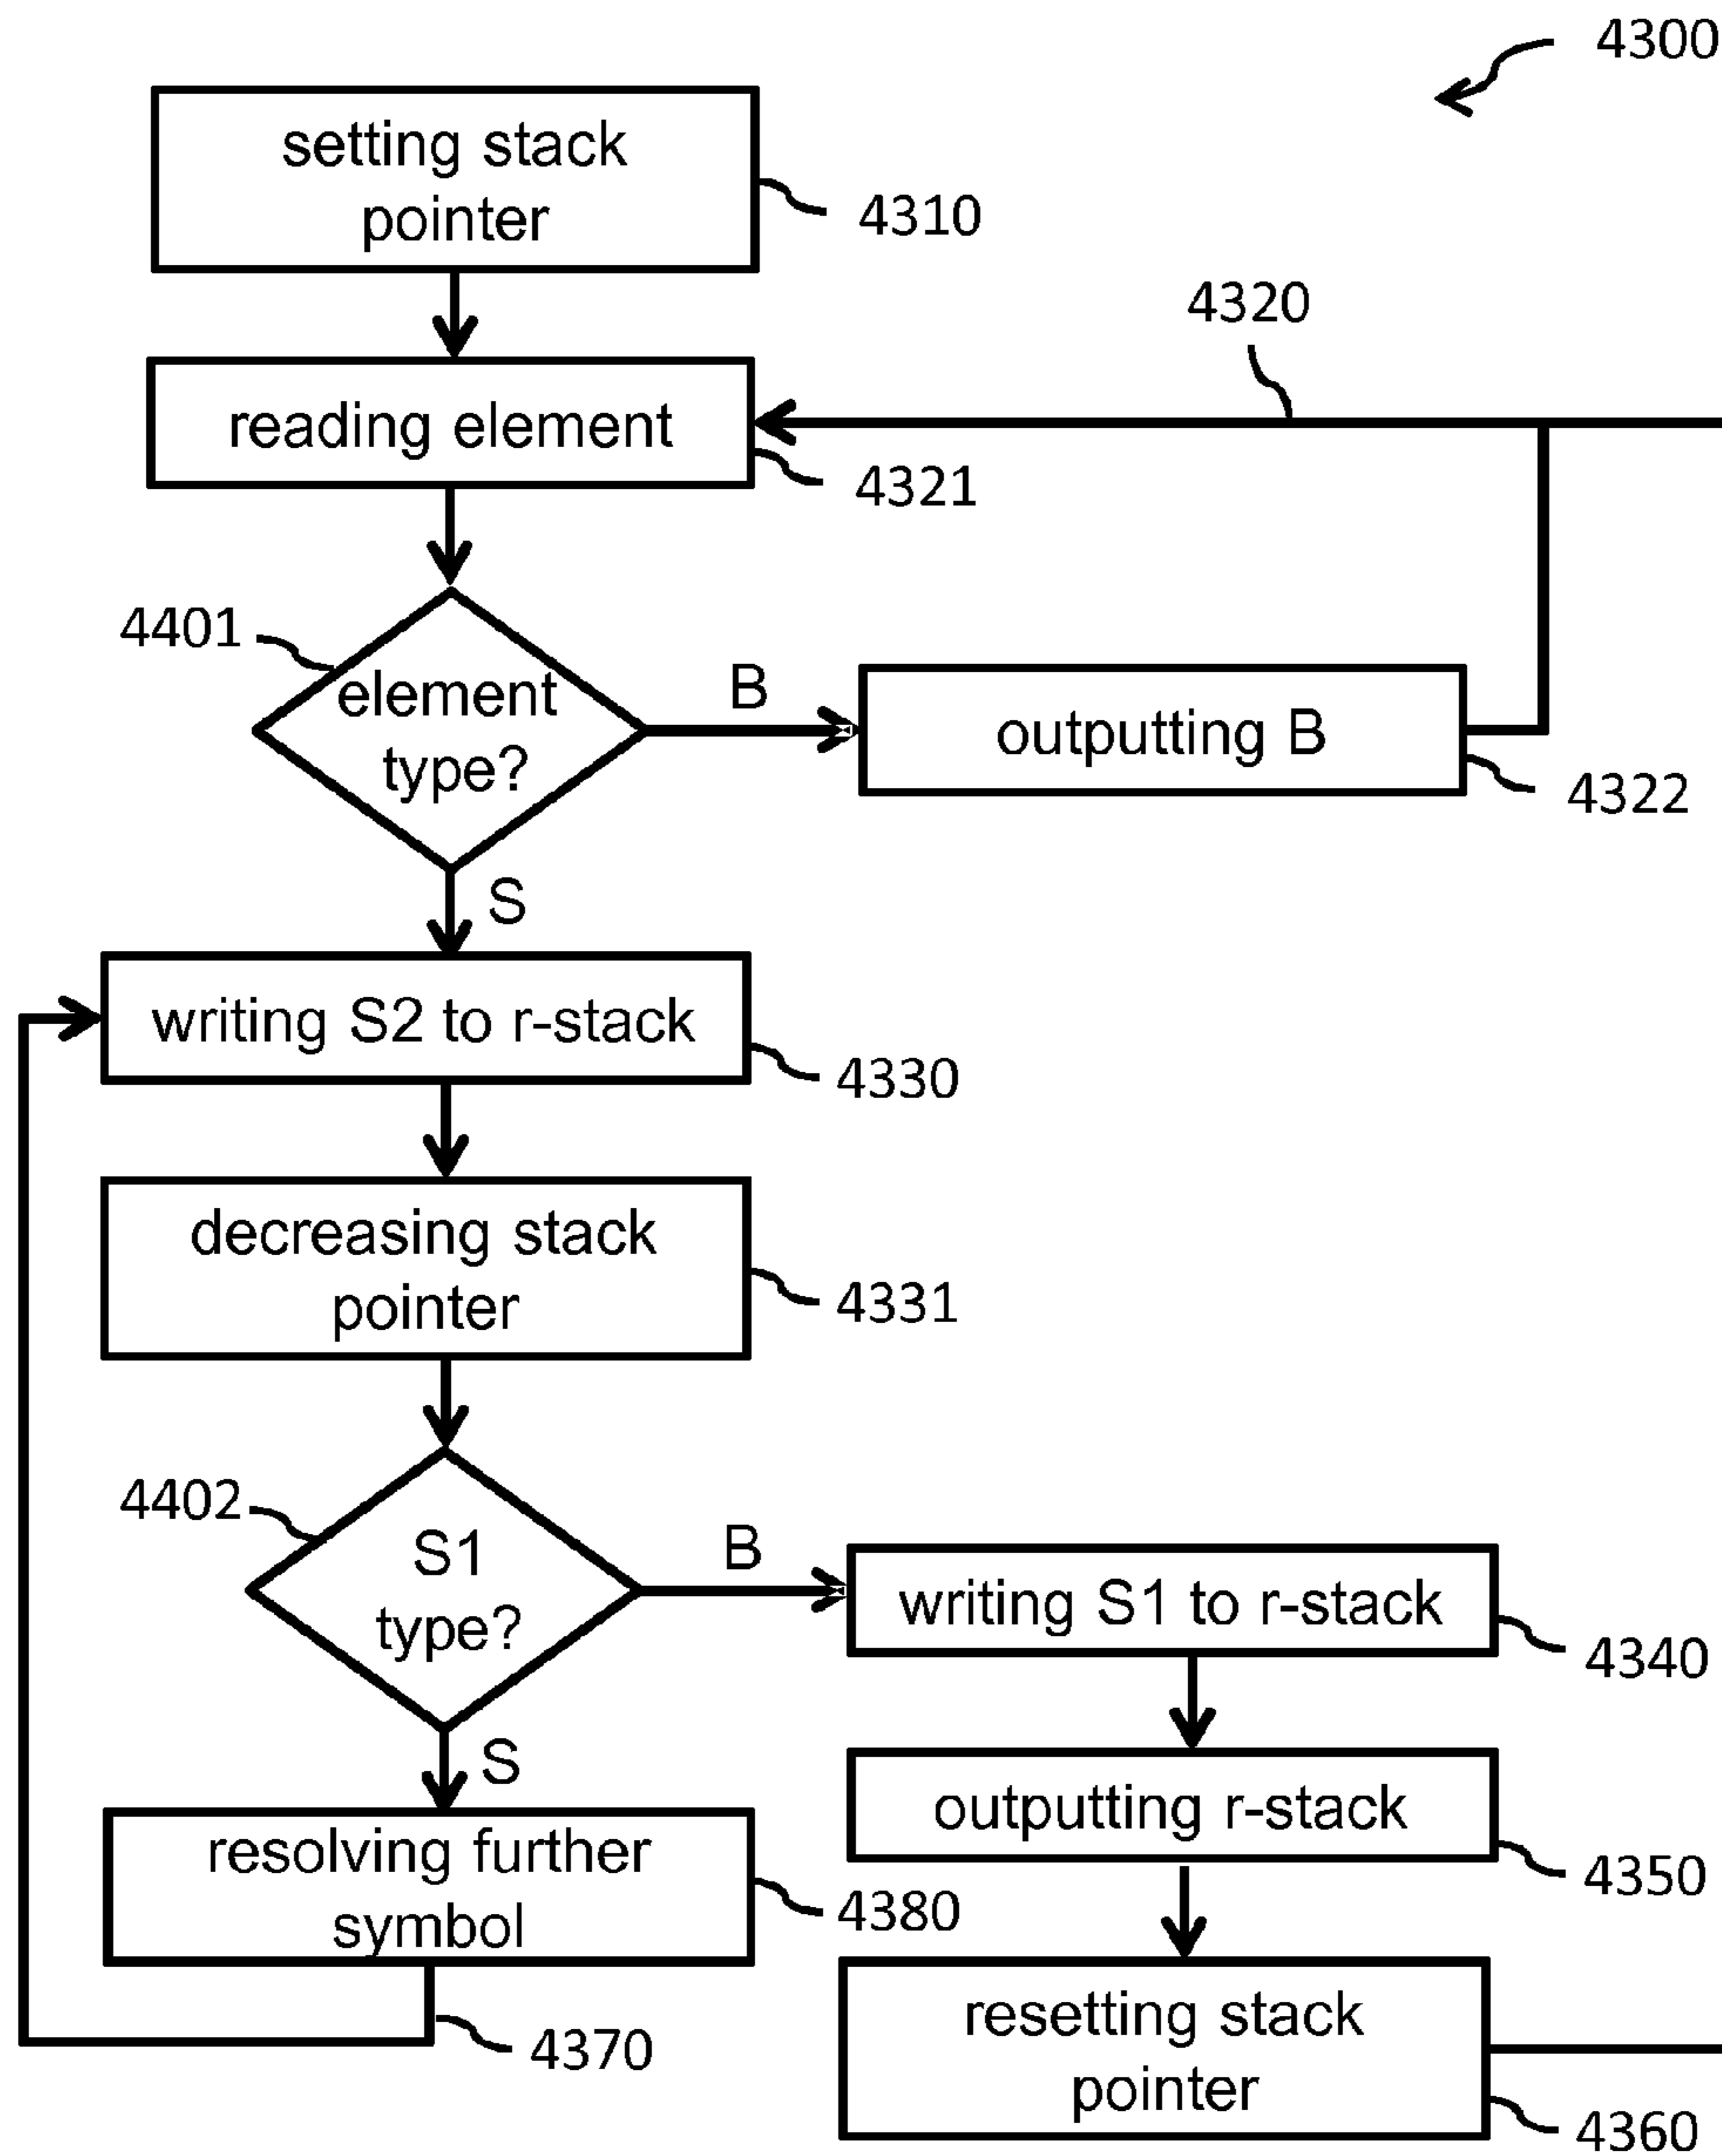 4300
setting stack
pointer
4310
4320
reading element
4321
4401
element
type?
B
outputting B
4322
S
writing S2 to r-stack
4330
decreasing stack
pointer
4331
4402
S1
type?
B
writing S1 to r-stack
4340
S
outputting r-stack
4350
resolving further
symbol
4380
resetting stack
pointer
4370
4360